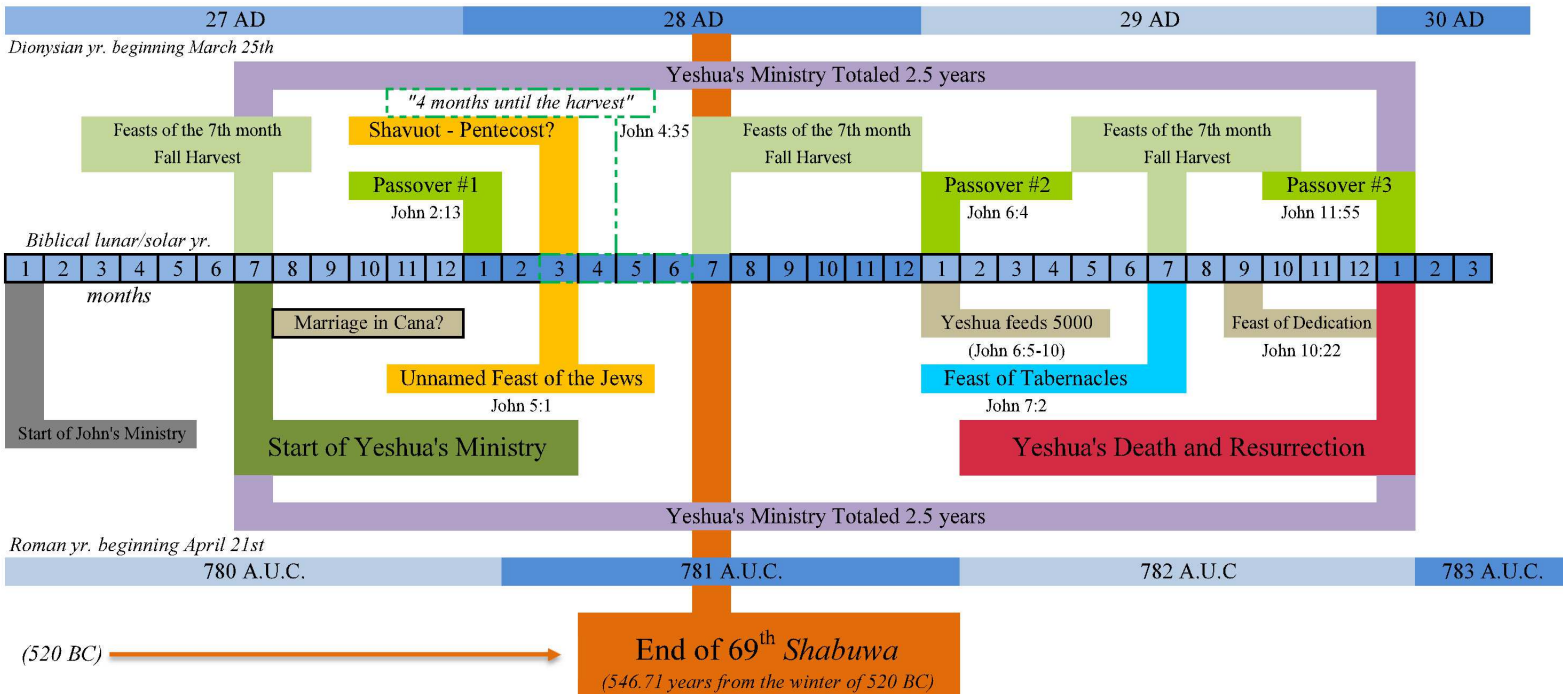 27 AD 28 AD 29 AD 30 AD
Dionysian yr. beginning March 25th
Yeshua's Ministry Totaled 2.5 years
"4 months until the harvest"
Feasts of the 7th month
Fall Harvest
Shavuot - Pentecost?
John 4:35
Feasts of the 7th month
Fall Harvest
Feasts of the 7th month
Fall Harvest
Passover #1
John 2:13
Passover #2
John 6:4
Passover #3
John 11:55
Biblical lunar/solar yr.
1 2 3 4 5 6 7 8 9 10 11 12 1 2 3 4 5 6 7 8 9 10 11 12 1 2 3 4 5 6 7 8 9 10 11 12 1 2 3
months
Marriage in Cana?
Yeshua feeds 5000
(John 6:5-10)
Feast of Dedication
John 10:22
Unnamed Feast of the Jews
John 5:1
Feast of Tabernacles
John 7:2
Start of John's Ministry
Start of Yeshua's Ministry
Yeshua's Death and Resurrection
Yeshua's Ministry Totaled 2.5 years
Roman yr. beginning April 21st
780 A.U.C. 781 A.U.C. 782 A.U.C 783 A.U.C.
(520 BC)
End of 69th Shabuwa
(546.71 years from the winter of 520 BC)